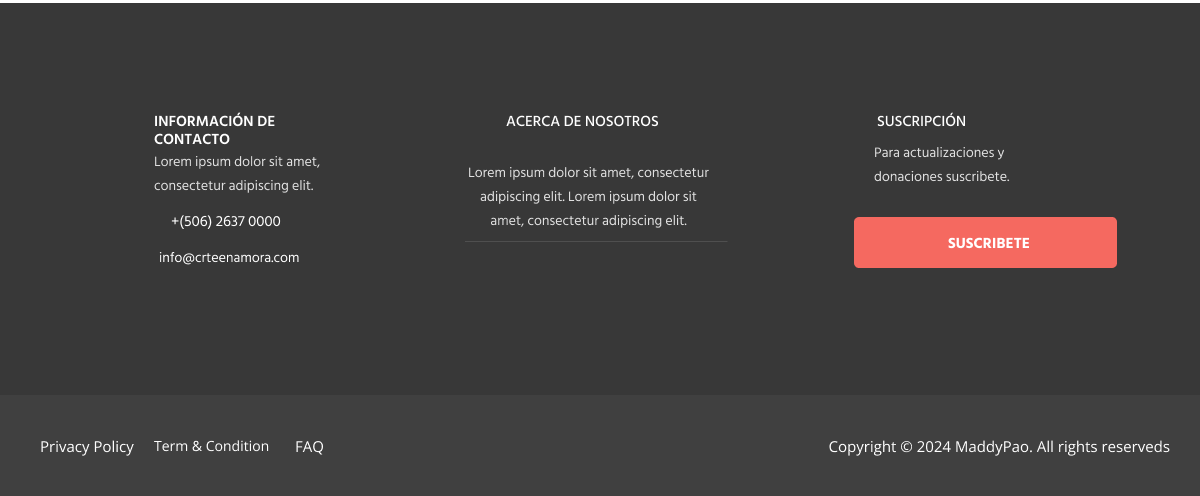 INFORMACIÓN DE
CONTACTO
Lorem ipsum dolor sit amet,
consectetur adipiscing elit.
+(506) 2637 0000
info@crteenamora.com
ACERCA DE NOSOTROS
Lorem ipsum dolor sit amet, consectetur
adipiscing elit. Lorem ipsum dolor sit
amet, consectetur adipiscing elit.
SUSCRIPCIÓN
Para actualizaciones y
donaciones suscribete.
SUSCRIBETE
Privacy Policy
Term & Condition
FAQ
Copyright © 2024 MaddyPao. All rights reserveds